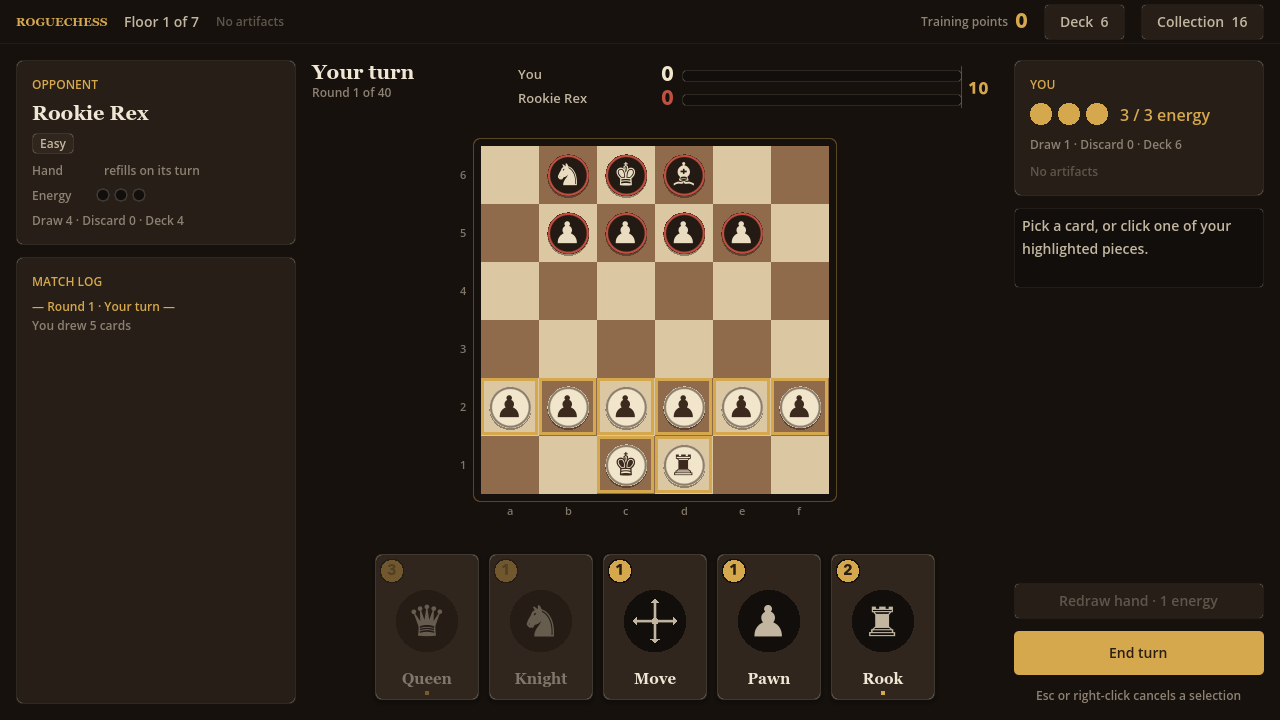 ROGUECHESS
Floor 1 of 7
No artifacts
Training points 0
Deck 6
Collection 16
OPPONENT
Rookie Rex
Easy
Hand refills on its turn
Energy
Draw 4 · Discard 0 · Deck 4
MATCH LOG
— Round 1 · Your turn —
You drew 5 cards
Your turn
Round 1 of 40
You 0
Rookie Rex 0
10
6
5
4
3
2
1
a b c d e f
3
Queen
1
Knight
1
Move
1
Pawn
2
Rook
YOU
3 / 3 energy
Draw 1 · Discard 0 · Deck 6
No artifacts
Pick a card, or click one of your
highlighted pieces.
Redraw hand · 1 energy
End turn
Esc or right-click cancels a selection